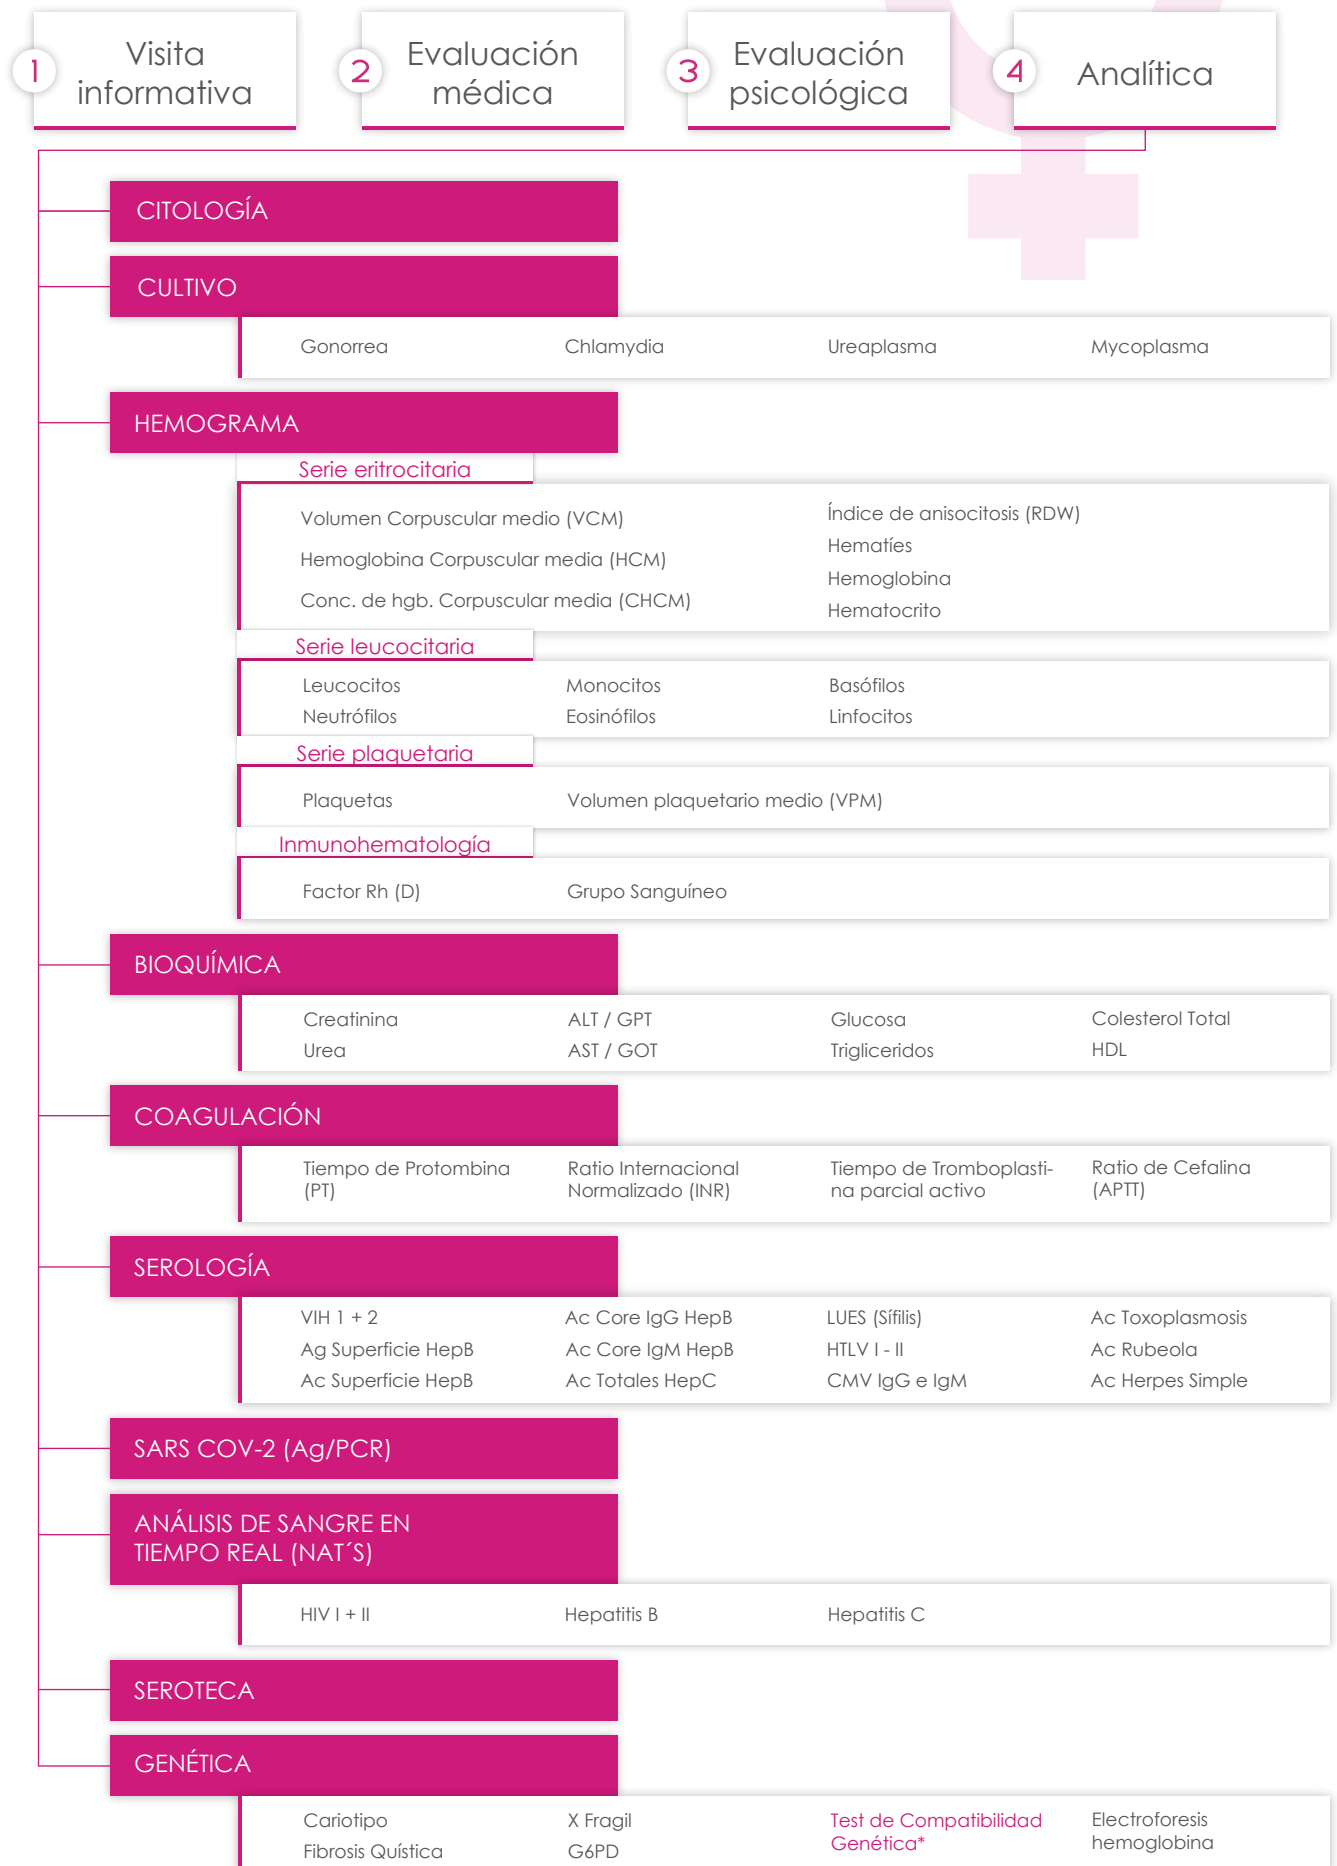 1
Visita
informativa
2
Evaluación
médica
3
Evaluación
psicológica
4
Analítica
CITOLOGÍA
CULTIVO
Gonorrea
Chlamydia
Ureaplasma
Mycoplasma
HEMOGRAMA
Serie eritrocitaria
Volumen Corpuscular medio (VCM)
Hemoglobina Corpuscular media (HCM)
Conc. de hgb. Corpuscular media (CHCM)
Índice de anisocitosis (RDW)
Hematíes
Hemoglobina
Hematocrito
Serie leucocitaria
Leucocitos
Neutrófilos
Monocitos
Eosinófilos
Basófilos
Linfocitos
Serie plaquetaria
Plaquetas
Volumen plaquetario medio (VPM)
Inmunohematología
Factor Rh (D)
Grupo Sanguíneo
BIOQUÍMICA
Creatinina
Urea
ALT / GPT
AST / GOT
Glucosa
Trigliceridos
Colesterol Total
HDL
COAGULACIÓN
Tiempo de Protombina
(PT)
Ratio Internacional
Normalizado (INR)
Tiempo de Tromboplasti-
na parcial activo
Ratio de Cefalina
(APTT)
SEROLOGÍA
VIH 1 + 2
Ag Superficie HepB
Ac Superficie HepB
Ac Core IgG HepB
Ac Core IgM HepB
Ac Totales HepC
LUES (Sífilis)
HTLV I - II
CMV IgG e IgM
Ac Toxoplasmosis
Ac Rubeola
Ac Herpes Simple
SARS COV-2 (Ag/PCR)
ANÁLISIS DE SANGRE EN
TIEMPO REAL (NAT´S)
HIV I + II
Hepatitis B
Hepatitis C
SEROTECA
GENÉTICA
Cariotipo
Fibrosis Quística
X Fragil
G6PD
Test de Compatibilidad
Genética*
Electroforesis
hemoglobina